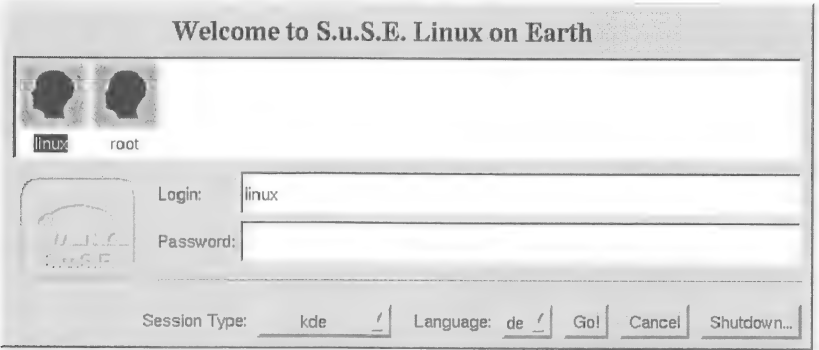 Welcome to S.u.S.E. Linux on Earth
linux root
Login: linux
S.u.S.E.
Password:
Session Type: kde Language: de Go! Cancel Shutdown...